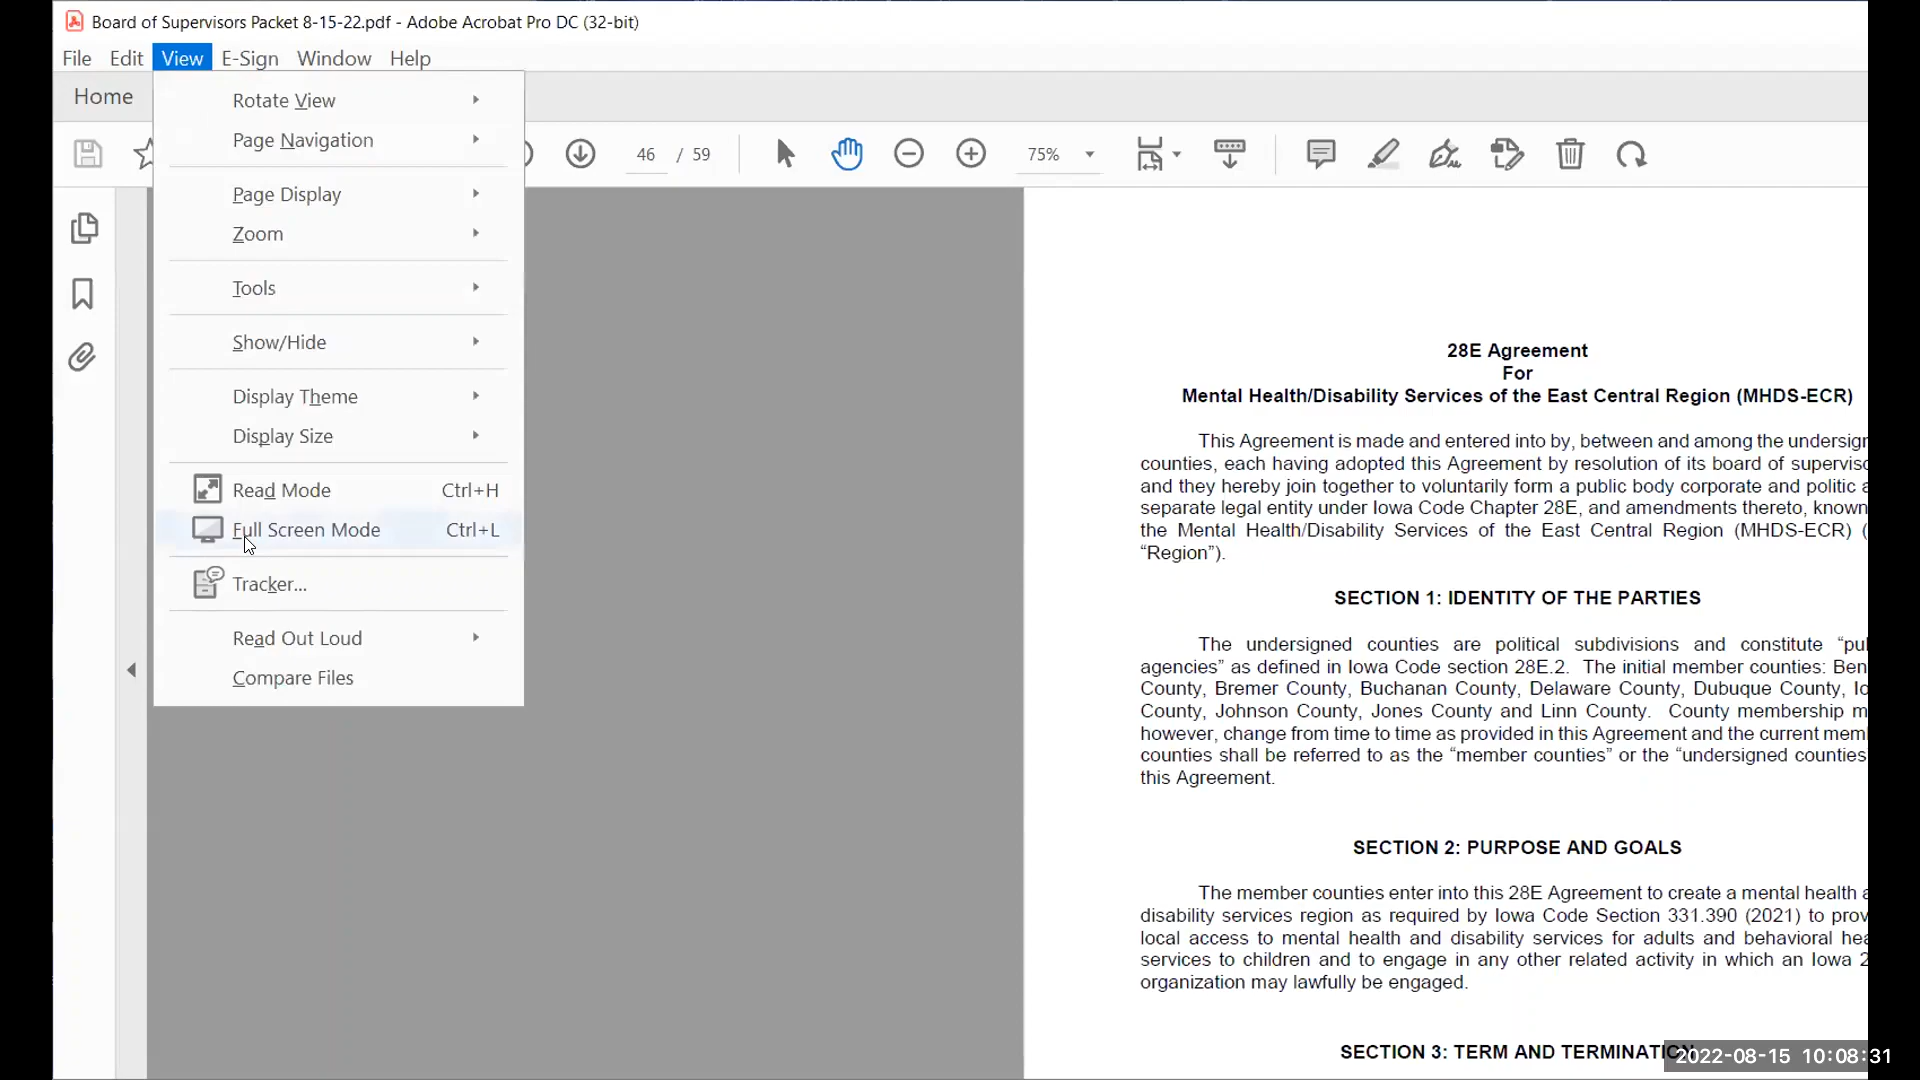 Board of Supervisors Packet 8-15-22.pdf - Adobe Acrobat Pro DC (32-bit)
File Edit View E-Sign Window Help
Home
46 / 59 75%
Rotate View
Page Navigation
Page Display
Zoom
Tools
Show/Hide
Display Theme
Display Size
Read Mode Ctrl+H
Full Screen Mode Ctrl+L
Tracker...
Read Out Loud
Compare Files
28E Agreement
For
Mental Health/Disability Services of the East Central Region (MHDS-ECR)
This Agreement is made and entered into by, between and among the undersign
counties, each having adopted this Agreement by resolution of its board of superviso
and they hereby join together to voluntarily form a public body corporate and politic a
separate legal entity under Iowa Code Chapter 28E, and amendments thereto, known
the Mental Health/Disability Services of the East Central Region (MHDS-ECR) (
“Region”).
SECTION 1: IDENTITY OF THE PARTIES
The undersigned counties are political subdivisions and constitute “pul
agencies” as defined in Iowa Code section 28E.2. The initial member counties: Ben
County, Bremer County, Buchanan County, Delaware County, Dubuque County, Io
County, Johnson County, Jones County and Linn County. County membership m
however, change from time to time as provided in this Agreement and the current mem
counties shall be referred to as the “member counties” or the “undersigned counties
this Agreement.
SECTION 2: PURPOSE AND GOALS
The member counties enter into this 28E Agreement to create a mental health a
disability services region as required by Iowa Code Section 331.390 (2021) to prov
local access to mental health and disability services for adults and behavioral hea
services to children and to engage in any other related activity in which an Iowa 2
organization may lawfully be engaged.
SECTION 3: TERM AND TERMINATION
2022-08-15 10:08:31